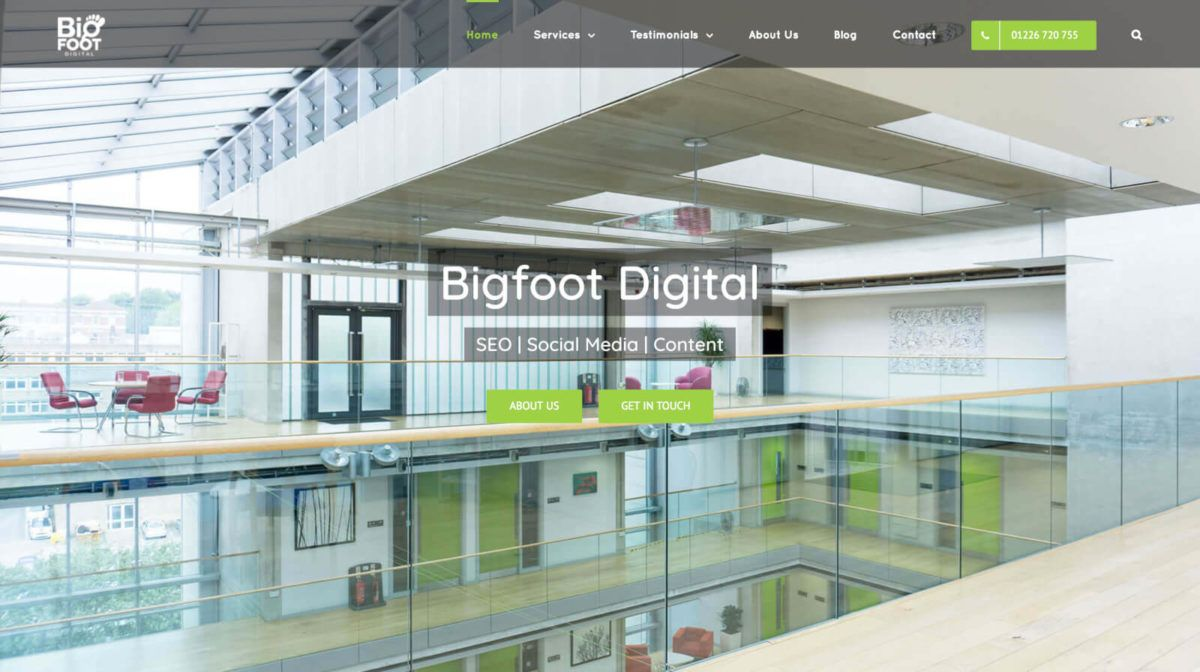 BiG
FOOT
DIGITAL
Home Services Testimonials About Us Blog Contact 01226 720 755
Bigfoot Digital
SEO | Social Media | Content
ABOUT US GET IN TOUCH